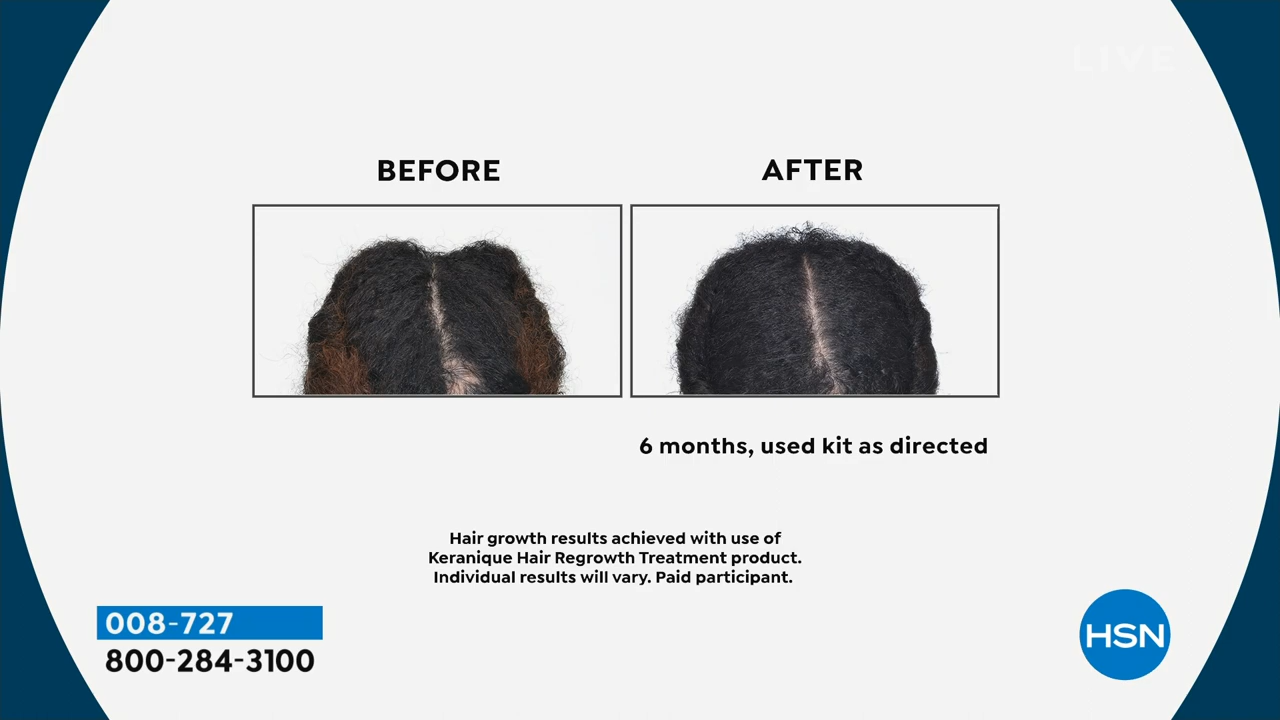 LIVE
BEFORE
AFTER
6 months, used kit as directed
Hair growth results achieved with use of
Keranique Hair Regrowth Treatment product.
Individual results will vary. Paid participant.
008-727
800-284-3100
HSN